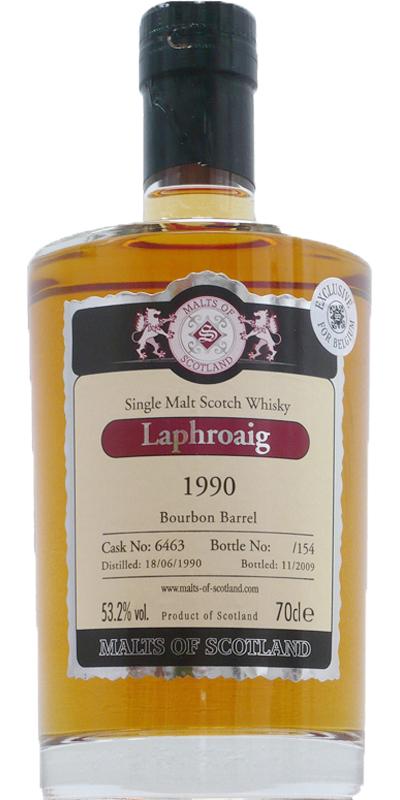 MALTS OF
S
SCOTLAND
EXCLUSIVE
FOR BELGIUM
Single Malt Scotch Whisky
Laphroaig
1990
Bourbon Barrel
Cask No: 6463 Bottle No: /154
Distilled: 18/06/1990 Bottled: 11/2009
www.malts-of-scotland.com
53.2% vol. Product of Scotland 70cl e
MALTS OF SCOTLAND